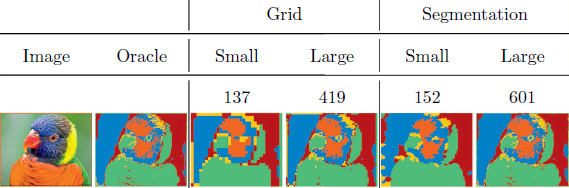 Grid Segmentation
Image Oracle Small Large Small Large
137 419 152 601